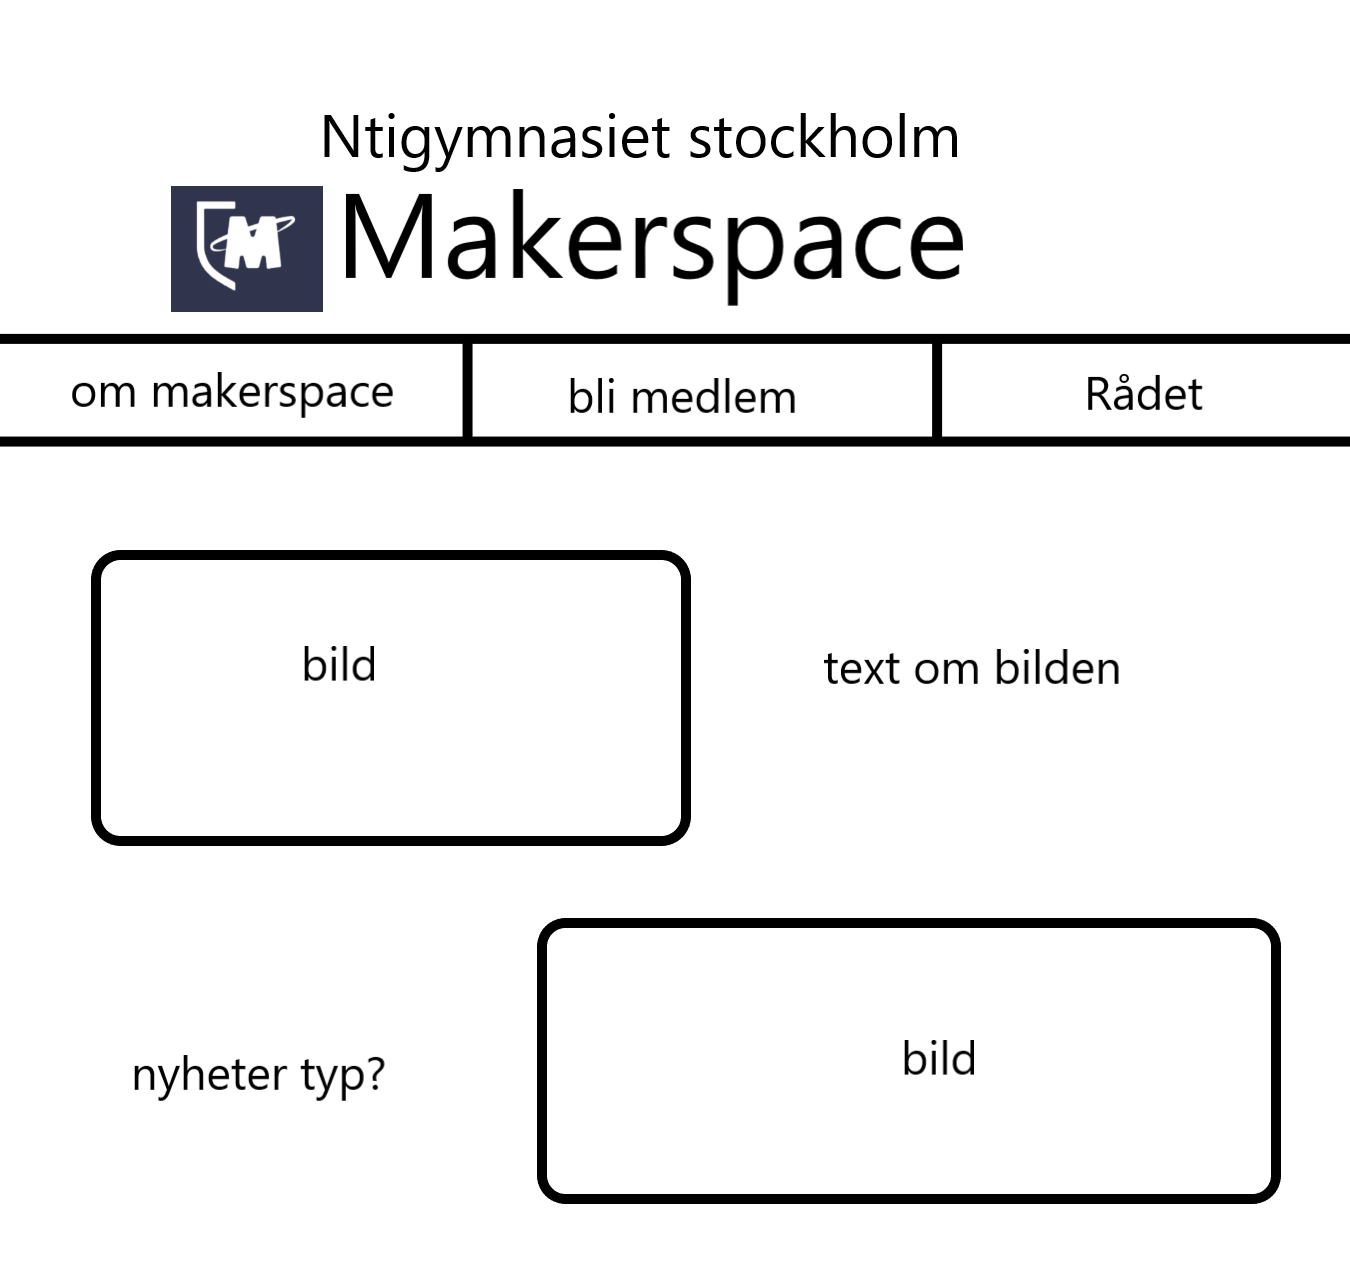 Ntigymnasiet stockholm
M
Makerspace
om makerspace
bli medlem
Rådet
bild
text om bilden
nyheter typ?
bild